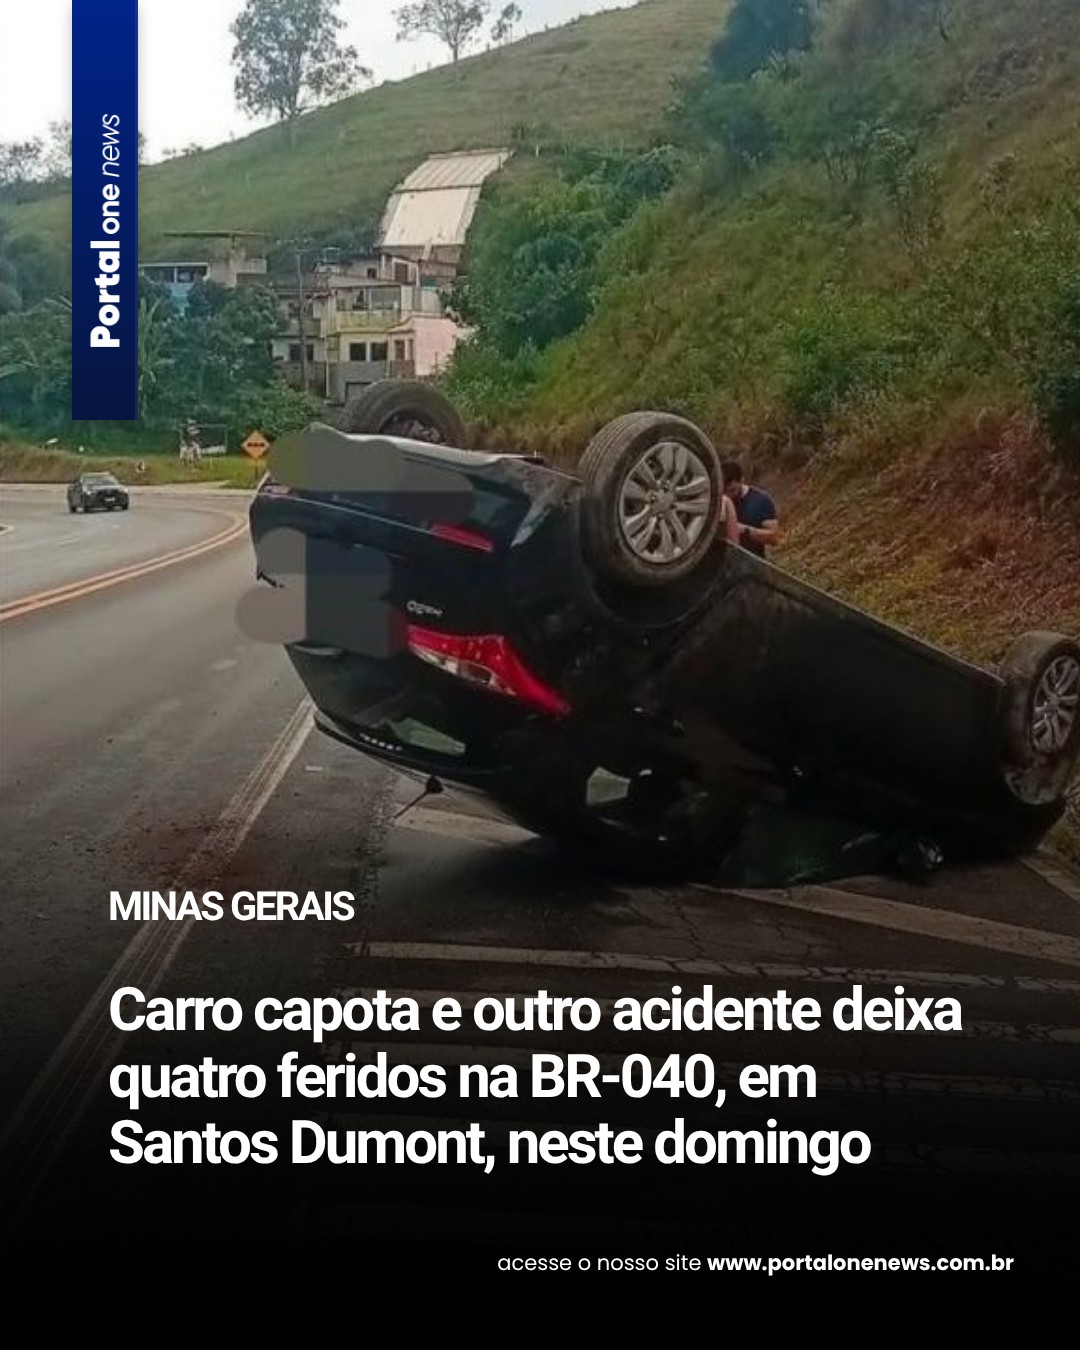 Portal one news
MINAS GERAIS
Carro capota e outro acidente deixa
quatro feridos na BR-040, em
Santos Dumont, neste domingo
acesse o nosso site www.portalonenews.com.br